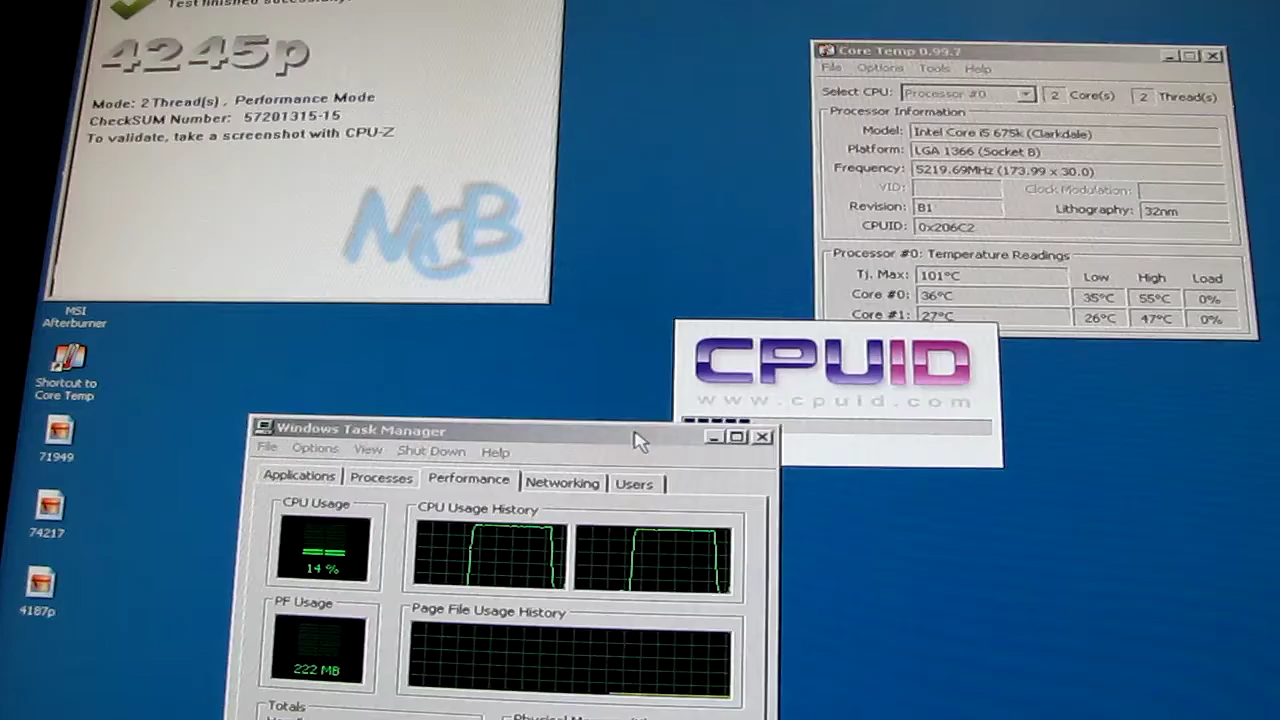 Test finished successfully.
4245p
Mode: 2 Thread(s) , Performance Mode
CheckSUM Number: 57201315-15
To validate, take a screenshot with CPU-Z
MCB
Core Temp 0.99.7
File Options Tools Help
Select CPU: Processor #0 2 Core(s) 2 Thread(s)
Processor Information
Model: Intel Core i5 675k (Clarkdale)
Platform: LGA 1366 (Socket B)
Frequency: 5219.69MHz (173.99 x 30.0)
VID: Clock Modulation:
Revision: B1 Lithography: 32nm
CPUID: 0x206C2
Processor #0: Temperature Readings
Tj. Max: 101°C Low High Load
Core #0: 36°C 35°C 55°C 0%
Core #1: 27°C 26°C 47°C 0%
MSI
Afterburner
Shortcut to
Core Temp
71949
74217
4187p
CPUID
www.cpuid.com
Windows Task Manager
File Options View Shut Down Help
Applications Processes Performance Networking Users
CPU Usage CPU Usage History
14 %
PF Usage Page File Usage History
222 MB
Totals